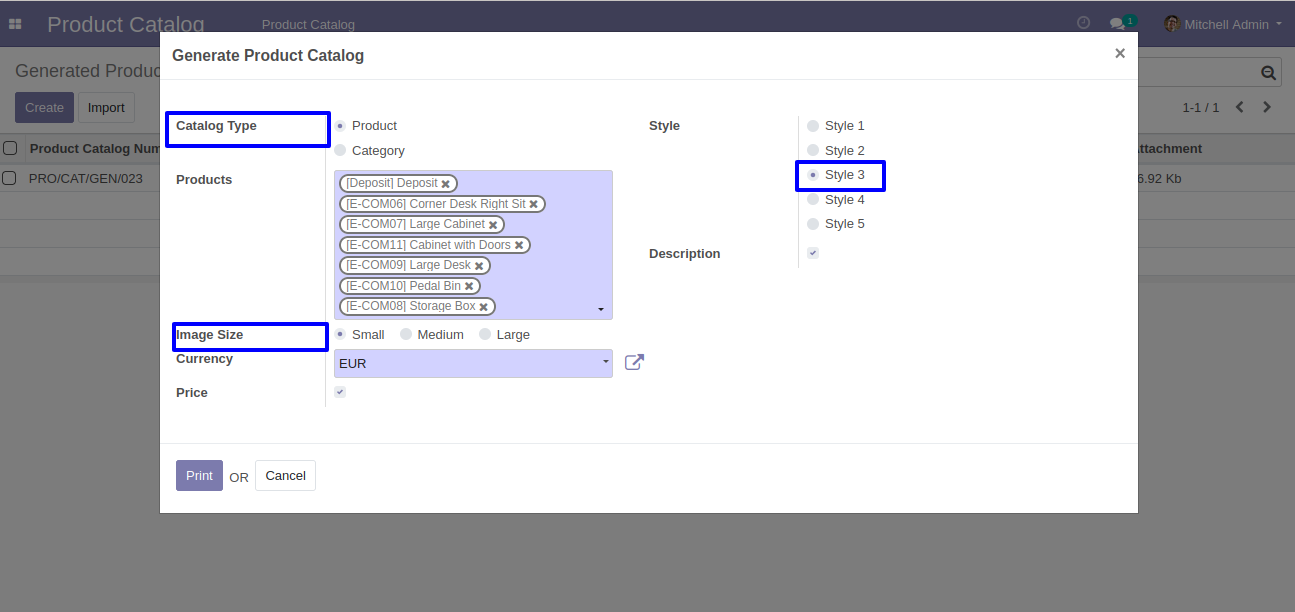 Product Catalog
Product Catalog
1
Mitchell Admin
Generated Produc
Generate Product Catalog
×
Create
Import
1-1 / 1
Product Catalog Num
ttachment
PRO/CAT/GEN/023
6.92 Kb
Catalog Type
Product
Category
Products
[Deposit] Deposit
[E-COM06] Corner Desk Right Sit
[E-COM07] Large Cabinet
[E-COM11] Cabinet with Doors
[E-COM09] Large Desk
[E-COM10] Pedal Bin
[E-COM08] Storage Box
Image Size
Small Medium Large
Currency
EUR
Price
Style
Style 1
Style 2
Style 3
Style 4
Style 5
Description
Print OR Cancel